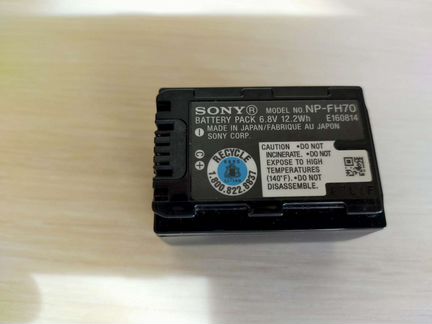 SONY® MODEL NO. NP-FH70
BATTERY PACK 6.8V 12.2Wh E160814
MADE IN JAPAN/FABRIQUE AU JAPON
SONY CORP.
CAUTION •DO NOT
INCINERATE. •DO NOT
EXPOSE TO HIGH
TEMPERATURES
(140°F). •DO NOT
DISASSEMBLE.
RECYCLE
1.800.822.8837